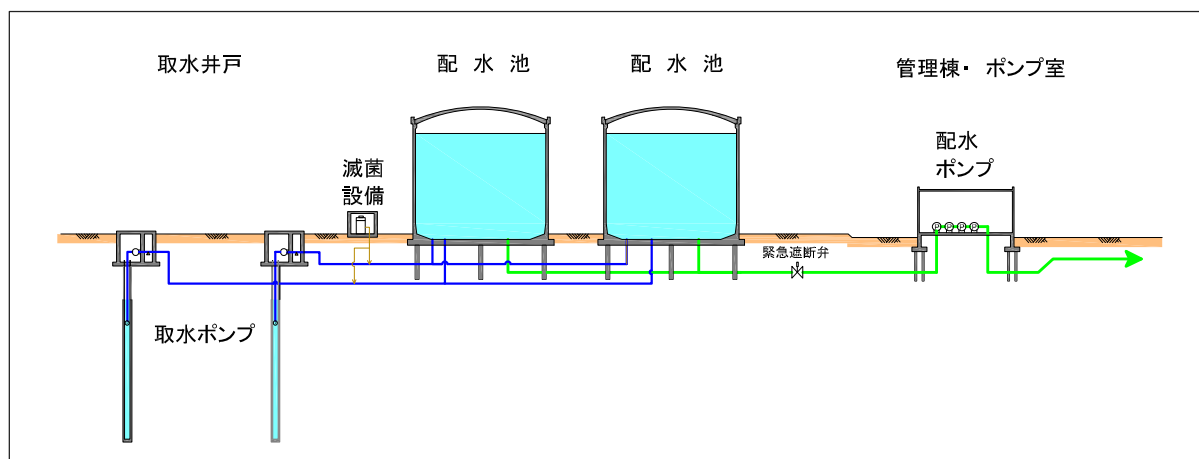 取水井戸
配水池
配水池
管理棟・ポンプ室
滅菌
設備
配水
ポンプ
緊急遮断弁
取水ポンプ
P P P P